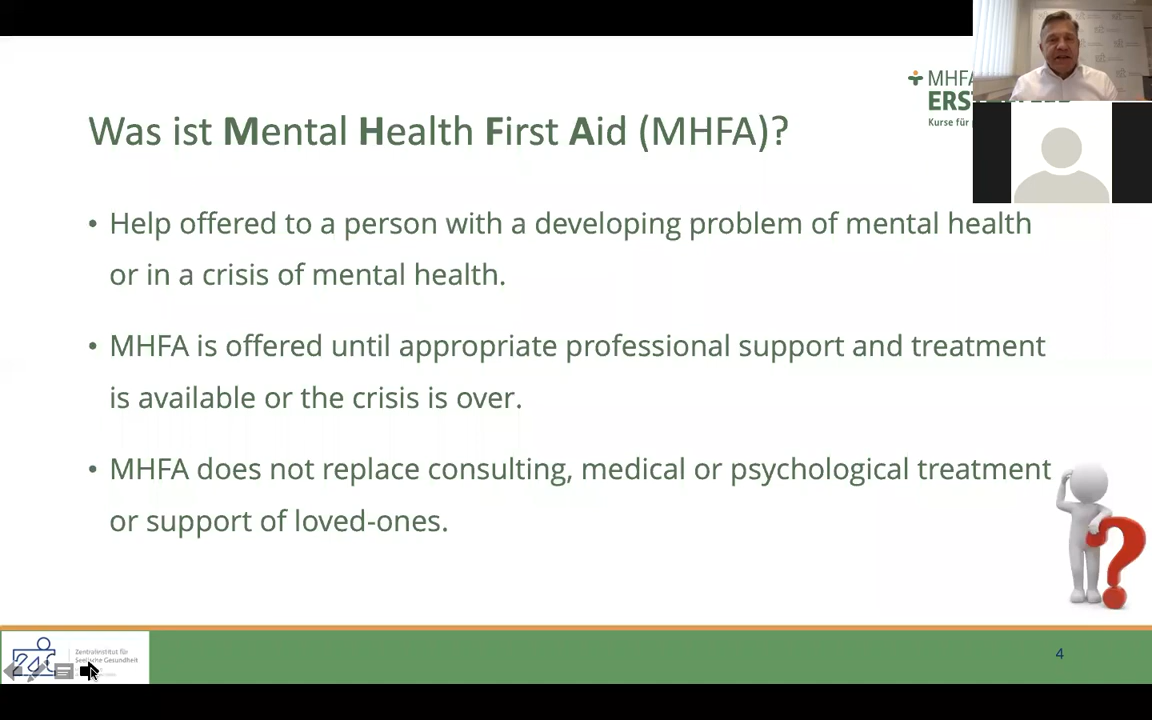 MHFA
ERS
Kurse für
Was ist Mental Health First Aid (MHFA)?
• Help offered to a person with a developing problem of mental health
or in a crisis of mental health.
• MHFA is offered until appropriate professional support and treatment
is available or the crisis is over.
• MHFA does not replace consulting, medical or psychological treatment
or support of loved-ones.
Zentralinstitut für
Seelische Gesundheit
4